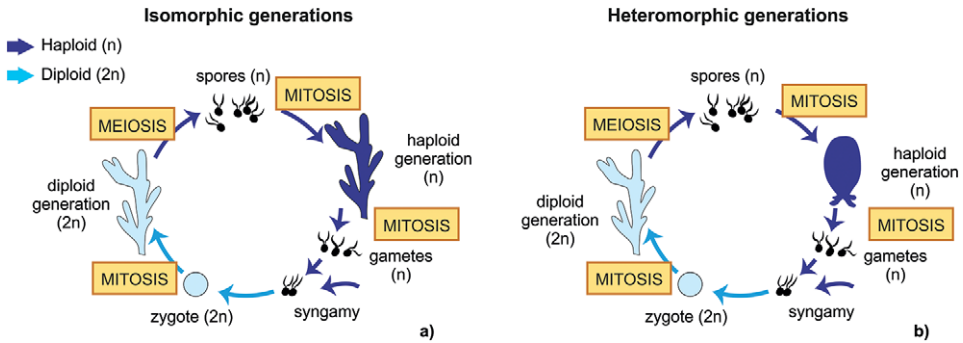 Isomorphic generations
Haploid (n)
Diploid (2n)
spores (n)
MITOSIS
MEIOSIS
haploid
generation
(n)
diploid
generation
(2n)
MITOSIS
gametes
(n)
MITOSIS
zygote (2n)
syngamy
a)
Heteromorphic generations
spores (n)
MITOSIS
MEIOSIS
haploid
generation
(n)
diploid
generation
(2n)
MITOSIS
gametes
(n)
MITOSIS
zygote (2n)
syngamy
b)